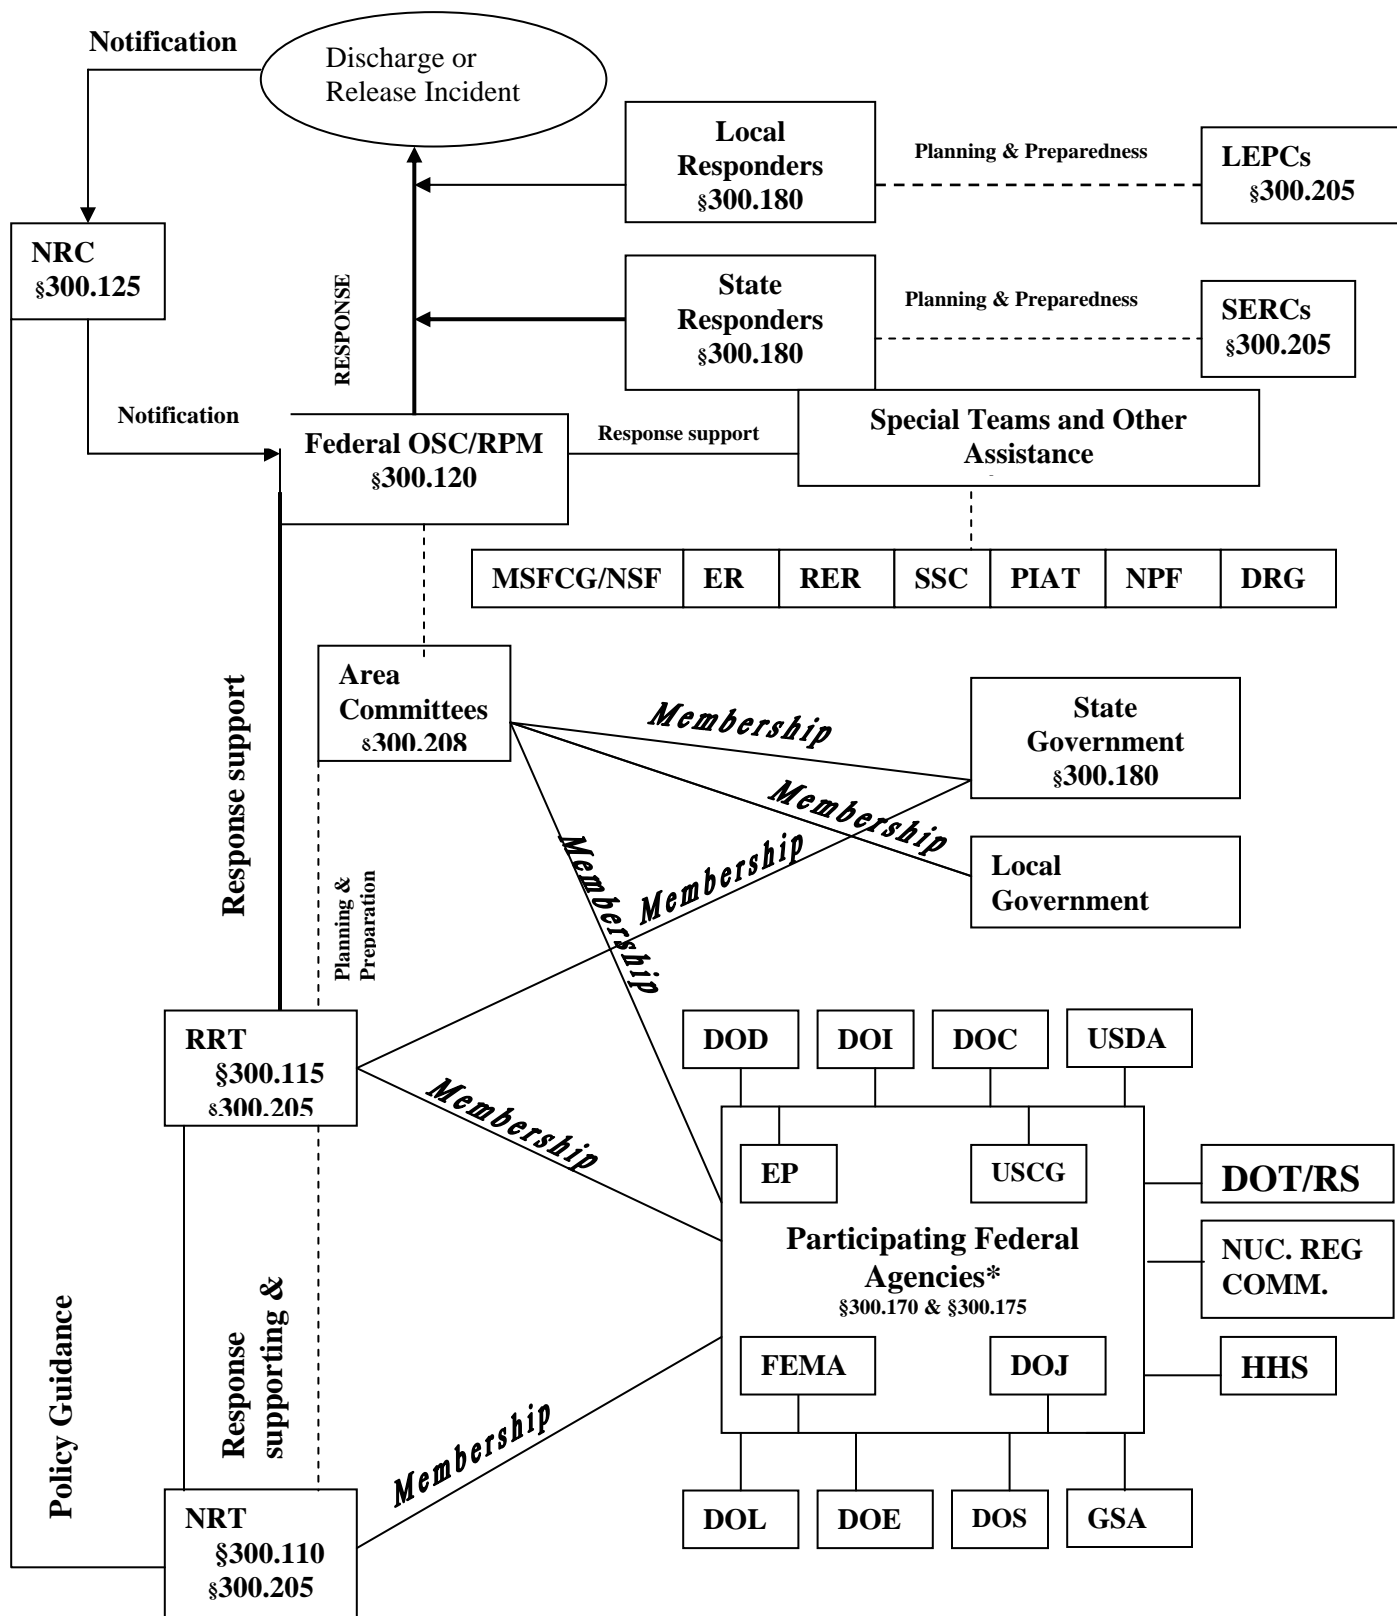 Notification
Discharge or
Release Incident
Local
Responders
§300.180
Planning & Preparedness
LEPCs
§300.205
NRC
§300.125
RESPONSE
State
Responders
§300.180
Planning & Preparedness
SERCs
§300.205
Notification
Federal OSC/RPM
§300.120
Response support
Special Teams and Other
Assistance
MSFCG/NSF
ER
RER
SSC
PIAT
NPF
DRG
Response support
Area
Committees
§300.208
Membership
State
Government
§300.180
Membership
Membership
Membership
Local
Government
Planning &
Preparation
RRT
§300.115
§300.205
Membership
DOD
DOI
DOC
USDA
EP
USCG
DOT/RS
Participating Federal
Agencies*
§300.170 & §300.175
NUC. REG
COMM.
FEMA
DOJ
HHS
Policy Guidance
Response
supporting &
Membership
NRT
§300.110
§300.205
DOL
DOE
DOS
GSA